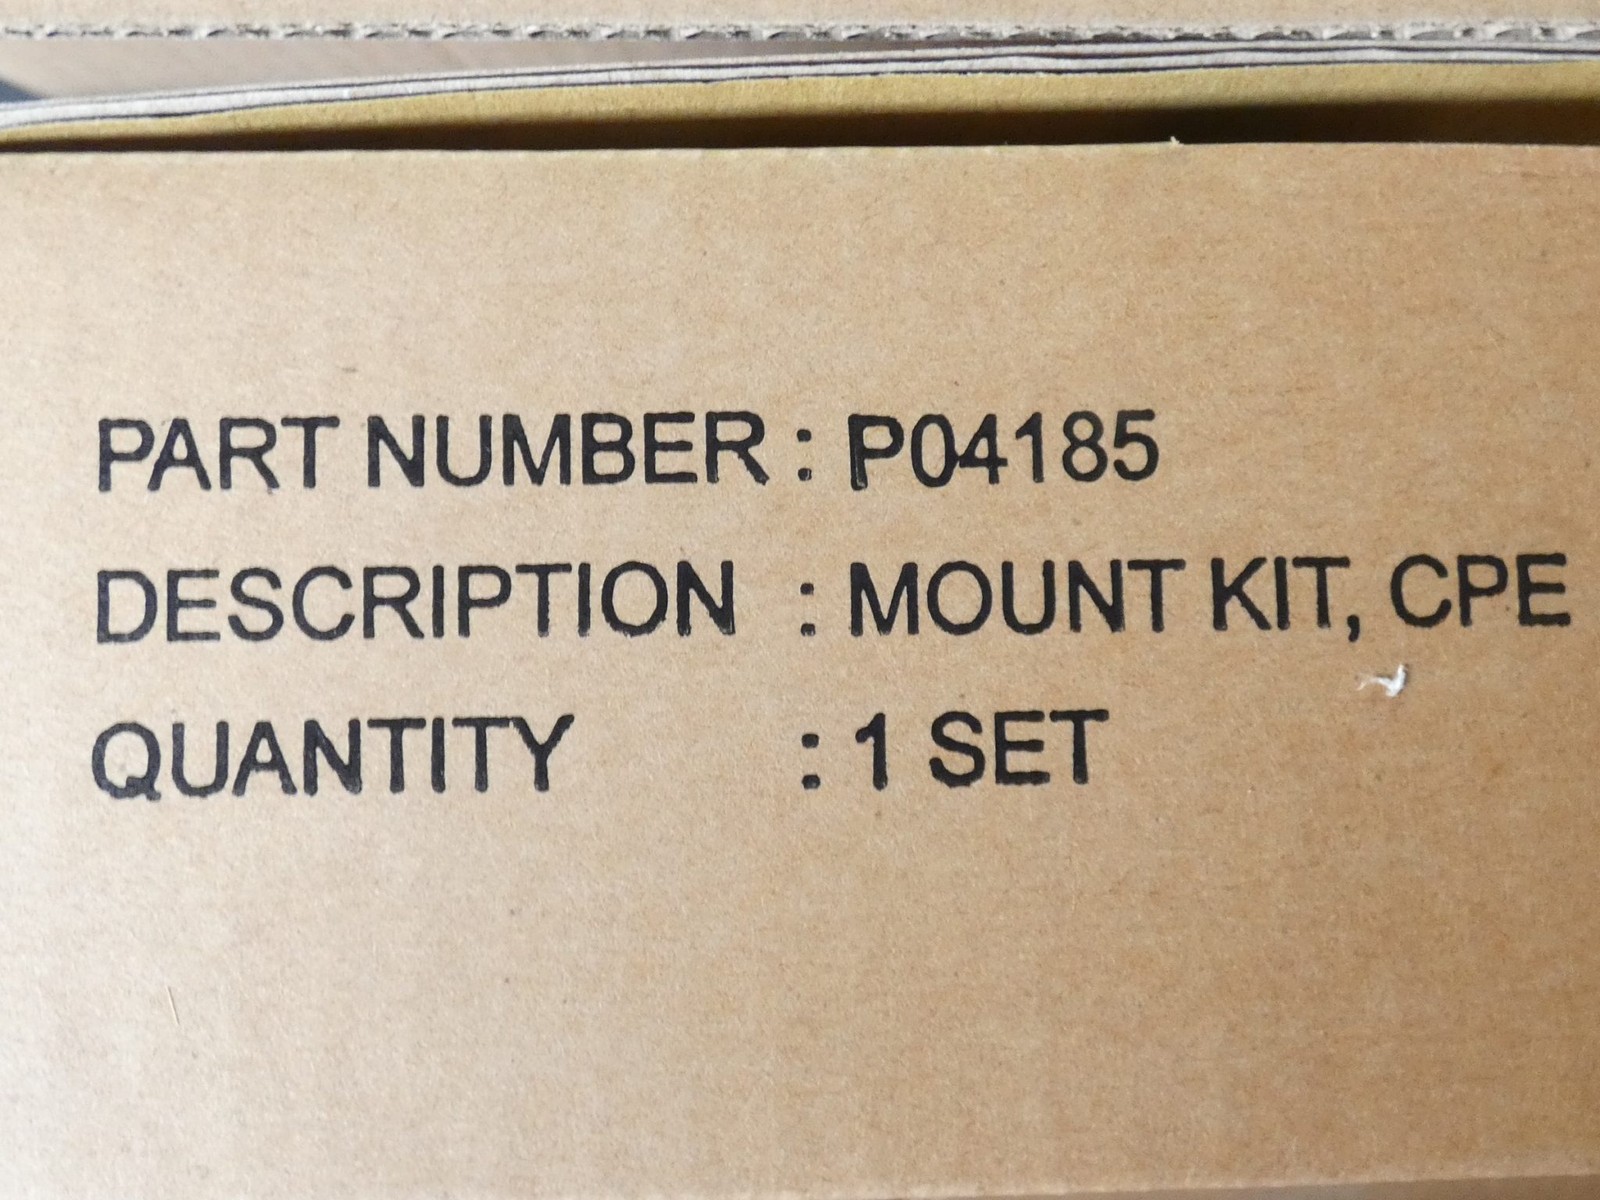 PART NUMBER : P04185
DESCRIPTION : MOUNT KIT, CPE
QUANTITY : 1 SET